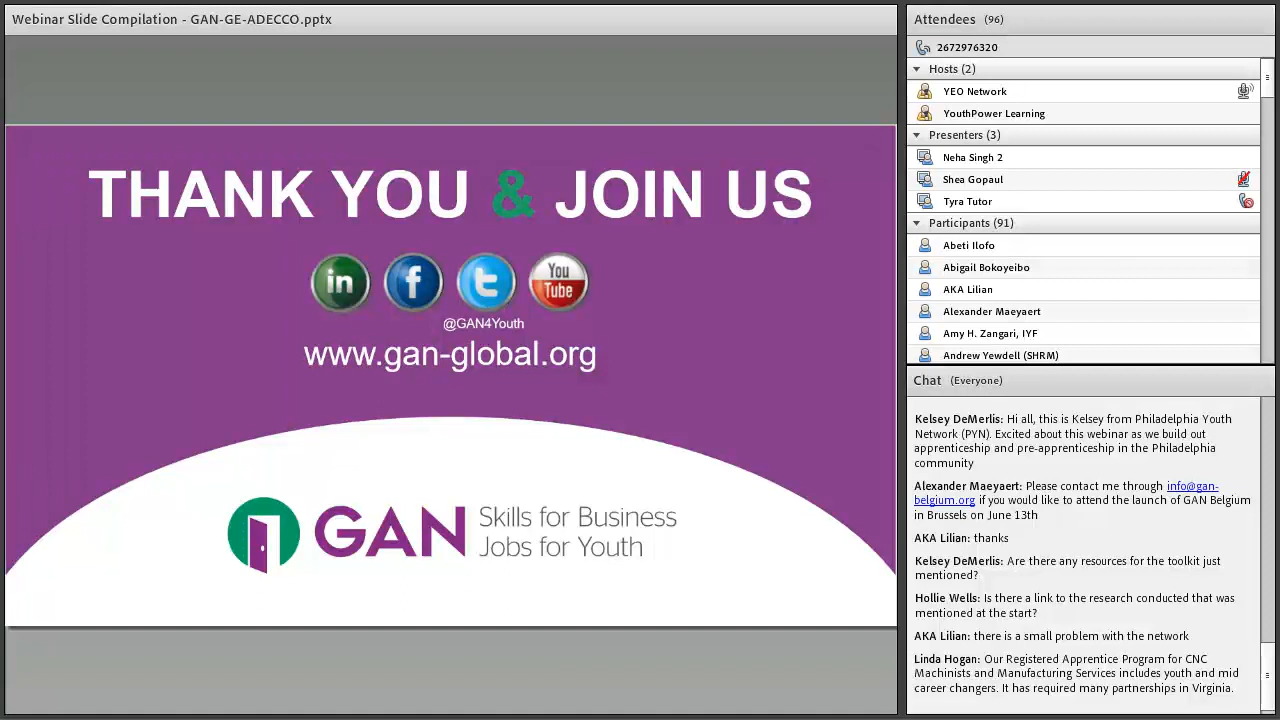 Webinar Slide Compilation - GAN-GE-ADECCO.pptx
THANK YOU & JOIN US
in f t You
Tube
@GAN4Youth
www.gan-global.org
GAN Skills for Business
Jobs for Youth
Attendees (96)
2672976320
Hosts (2)
YEO Network
YouthPower Learning
Presenters (3)
Neha Singh 2
Shea Gopaul
Tyra Tutor
Participants (91)
Abeti Ilofo
Abigail Bokoyeibo
AKA Lilian
Alexander Maeyaert
Amy H. Zangari, IYF
Andrew Yewdell (SHRM)
Chat (Everyone)
Kelsey DeMerlis: Hi all, this is Kelsey from Philadelphia Youth
Network (PYN). Excited about this webinar as we build out
apprenticeship and pre-apprenticeship in the Philadelphia
community
Alexander Maeyaert: Please contact me through info@gan-
belgium.org if you would like to attend the launch of GAN Belgium
in Brussels on June 13th
AKA Lilian: thanks
Kelsey DeMerlis: Are there any resources for the toolkit just
mentioned?
Hollie Wells: Is there a link to the research conducted that was
mentioned at the start?
AKA Lilian: there is a small problem with the network
Linda Hogan: Our Registered Apprentice Program for CNC
Machinists and Manufacturing Services includes youth and mid
career changers. It has required many partnerships in Virginia.